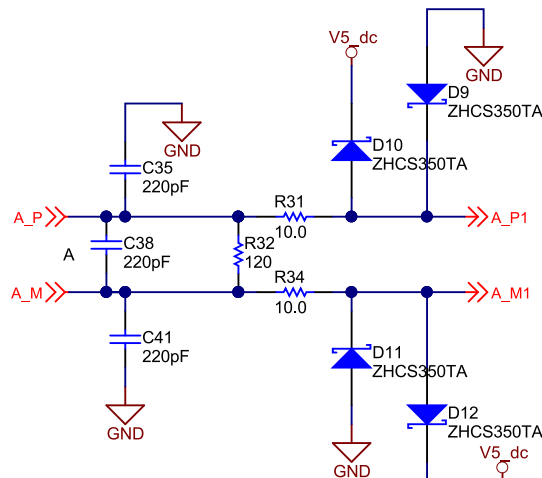 V5_dc
GND
D9
ZHCS350TA
D10
ZHCS350TA
GND
C35
220pF
R31
10.0
A_P
A_P1
A
C38
220pF
R32
120
R34
10.0
A_M
A_M1
C41
220pF
D11
ZHCS350TA
D12
ZHCS350TA
GND
GND
V5_dc